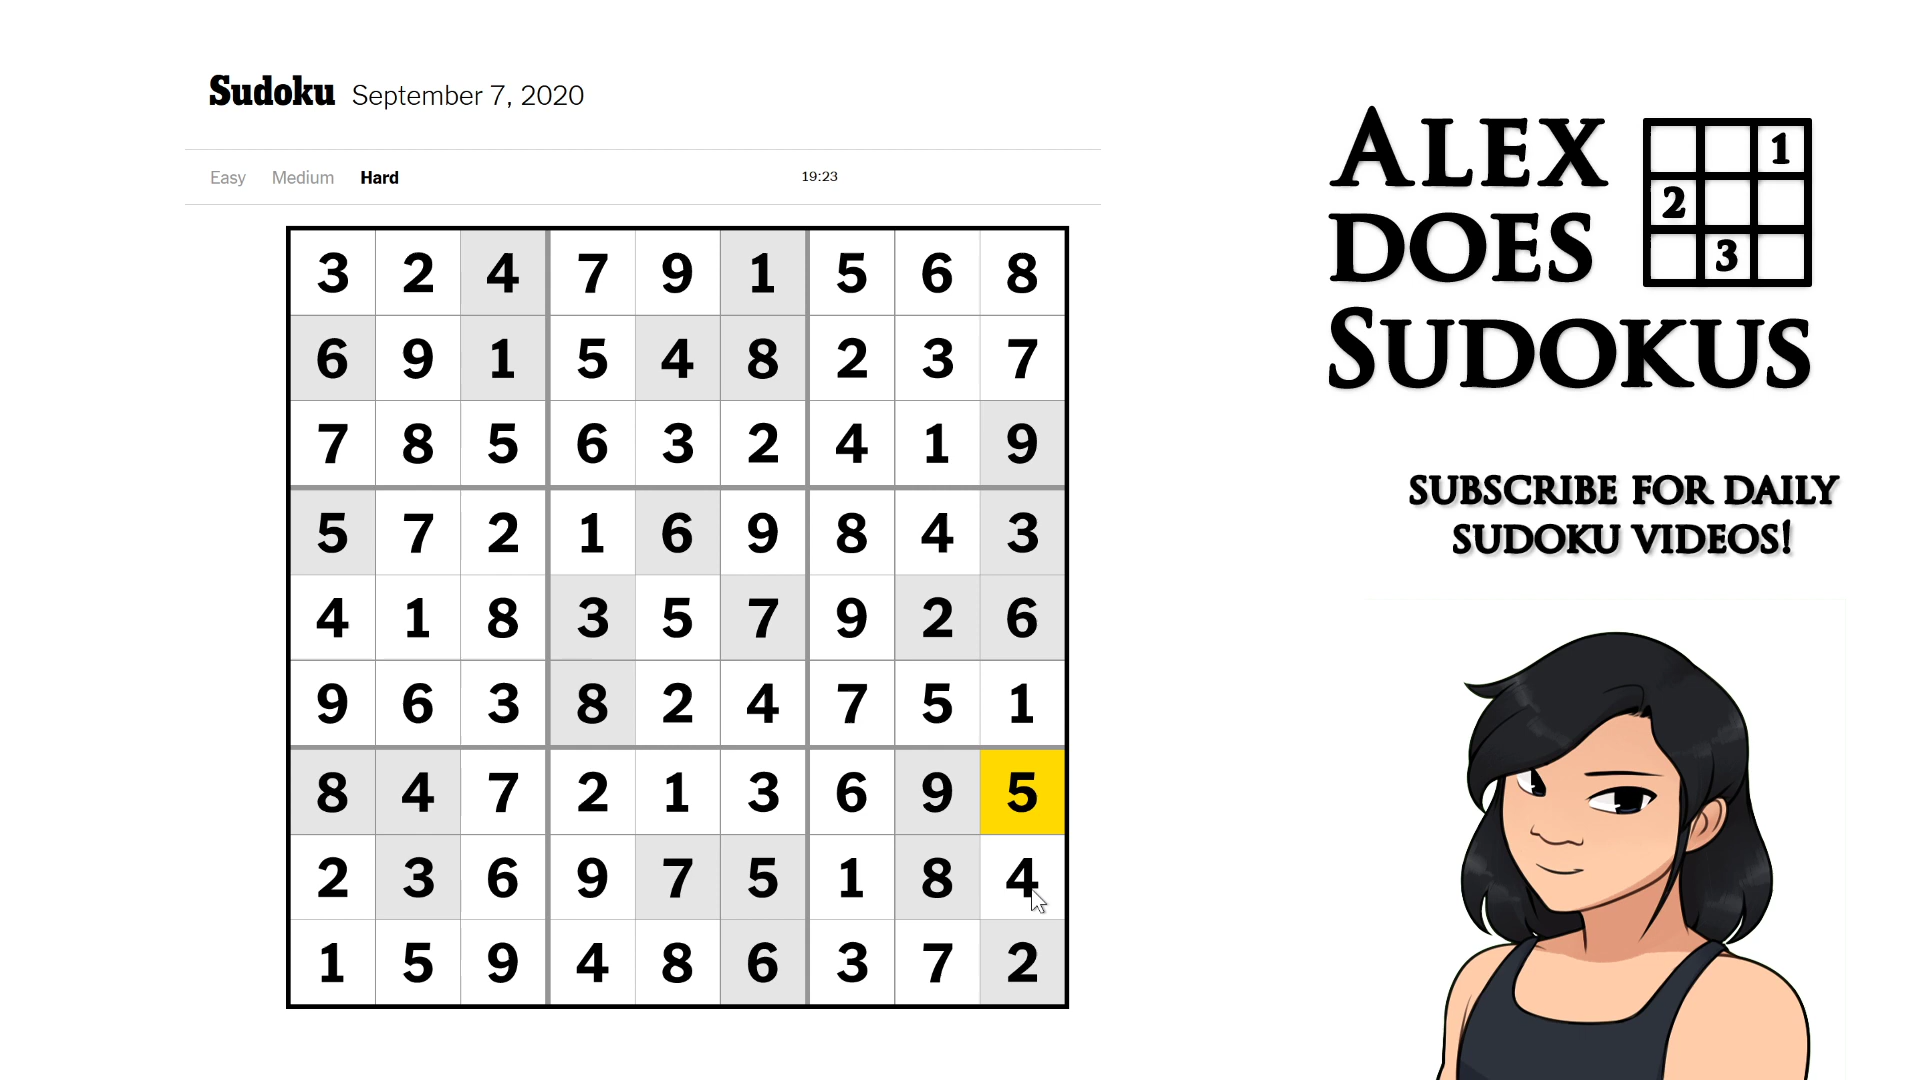 Sudoku September 7, 2020
Easy Medium Hard 19:23
3 2 4 7 9 1 5 6 8
6 9 1 5 4 8 2 3 7
7 8 5 6 3 2 4 1 9
5 7 2 1 6 9 8 4 3
4 1 8 3 5 7 9 2 6
9 6 3 8 2 4 7 5 1
8 4 7 2 1 3 6 9 5
2 3 6 9 7 5 1 8 4
1 5 9 4 8 6 3 7 2
ALEX
DOES
SUDOKUS
1
2
3
SUBSCRIBE FOR DAILY
SUDOKU VIDEOS!